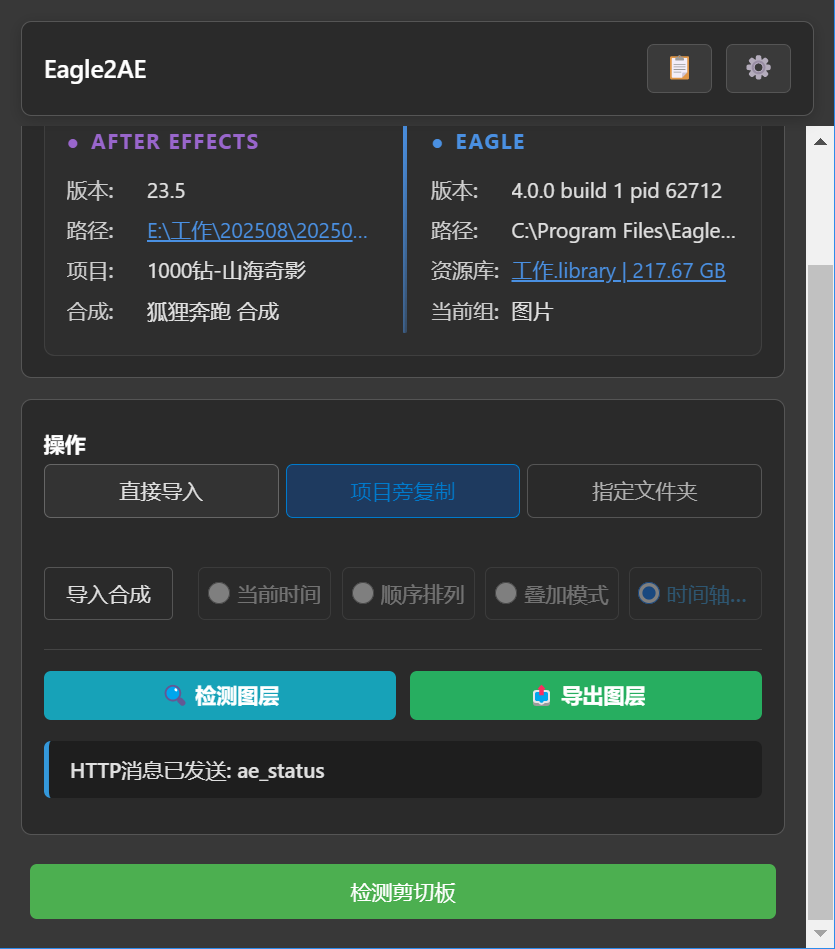 Eagle2AE
AFTER EFFECTS
版本: 23.5
路径: E:\工作\202508\20250...
项目: 1000钻-山海奇影
合成: 狐狸奔跑 合成
EAGLE
版本: 4.0.0 build 1 pid 62712
路径: C:\Program Files\Eagle...
资源库: 工作.library | 217.67 GB
当前组: 图片
操作
直接导入 项目旁复制 指定文件夹
导入合成 当前时间 顺序排列 叠加模式 时间轴...
检测图层 导出图层
HTTP消息已发送: ae_status
检测剪切板